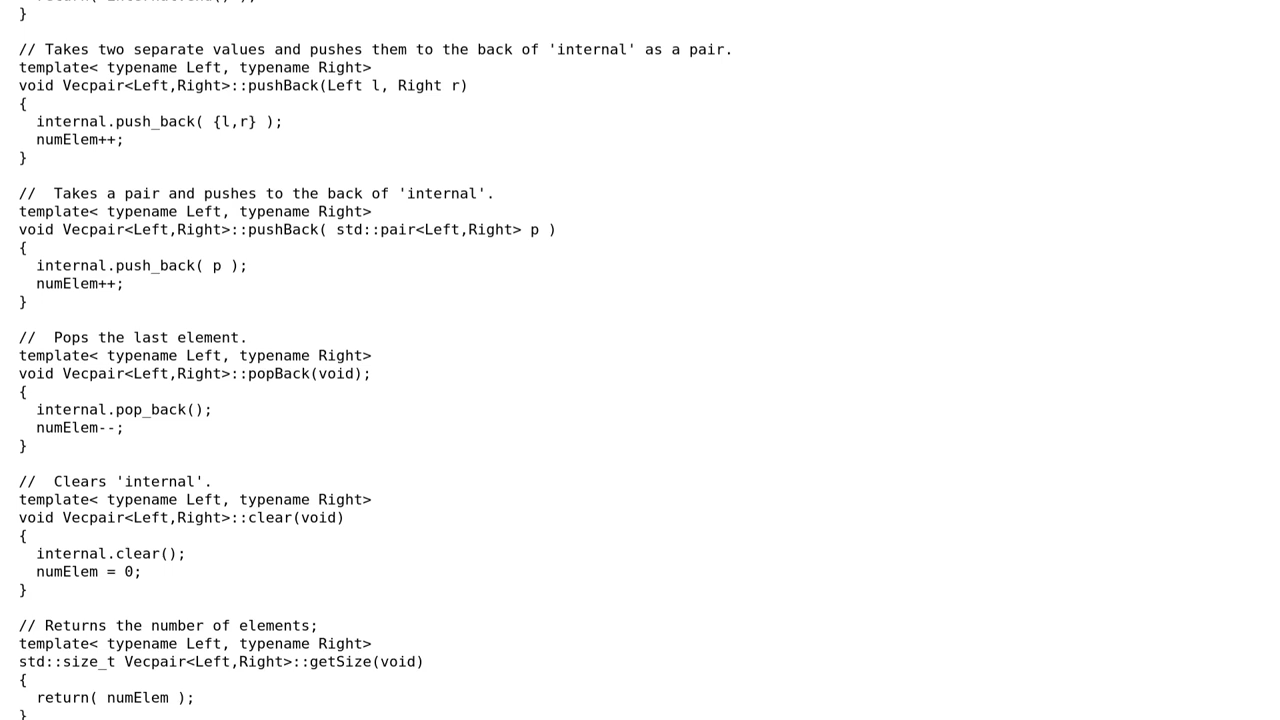 }
// Takes two separate values and pushes them to the back of 'internal' as a pair.
template< typename Left, typename Right>
void Vecpair<Left,Right>::pushBack(Left l, Right r)
{
  internal.push_back( {l,r} );
  numElem++;
}
//  Takes a pair and pushes to the back of 'internal'.
template< typename Left, typename Right>
void Vecpair<Left,Right>::pushBack( std::pair<Left,Right> p )
{
  internal.push_back( p );
  numElem++;
}
//  Pops the last element.
template< typename Left, typename Right>
void Vecpair<Left,Right>::popBack(void);
{
  internal.pop_back();
  numElem--;
}
//  Clears 'internal'.
template< typename Left, typename Right>
void Vecpair<Left,Right>::clear(void)
{
  internal.clear();
  numElem = 0;
}
// Returns the number of elements;
template< typename Left, typename Right>
std::size_t Vecpair<Left,Right>::getSize(void)
{
  return( numElem );
}